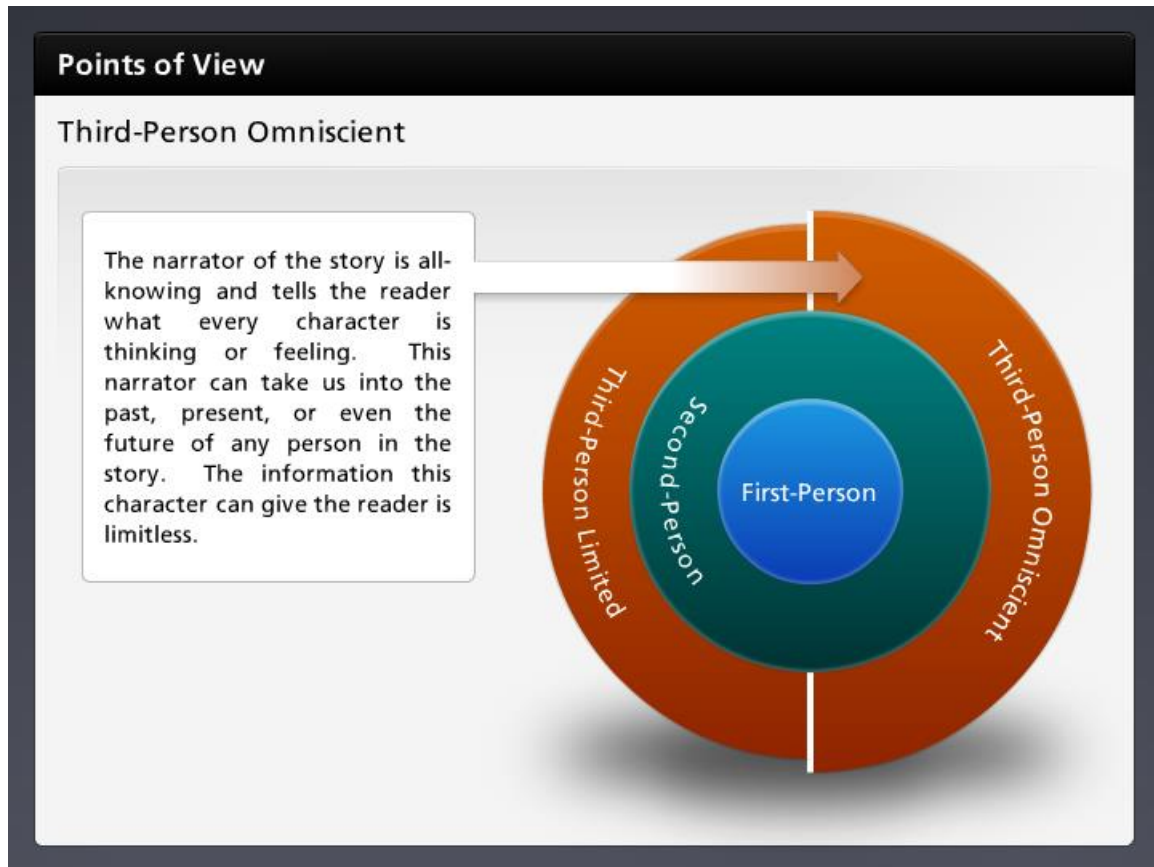 Points of View
Third-Person Omniscient
The narrator of the story is all-
knowing and tells the reader
what every character is
thinking or feeling. This
narrator can take us into the
past, present, or even the
future of any person in the
story. The information this
character can give the reader is
limitless.
Third-Person Limited
Second-Person
First-Person
Third-Person Omniscient